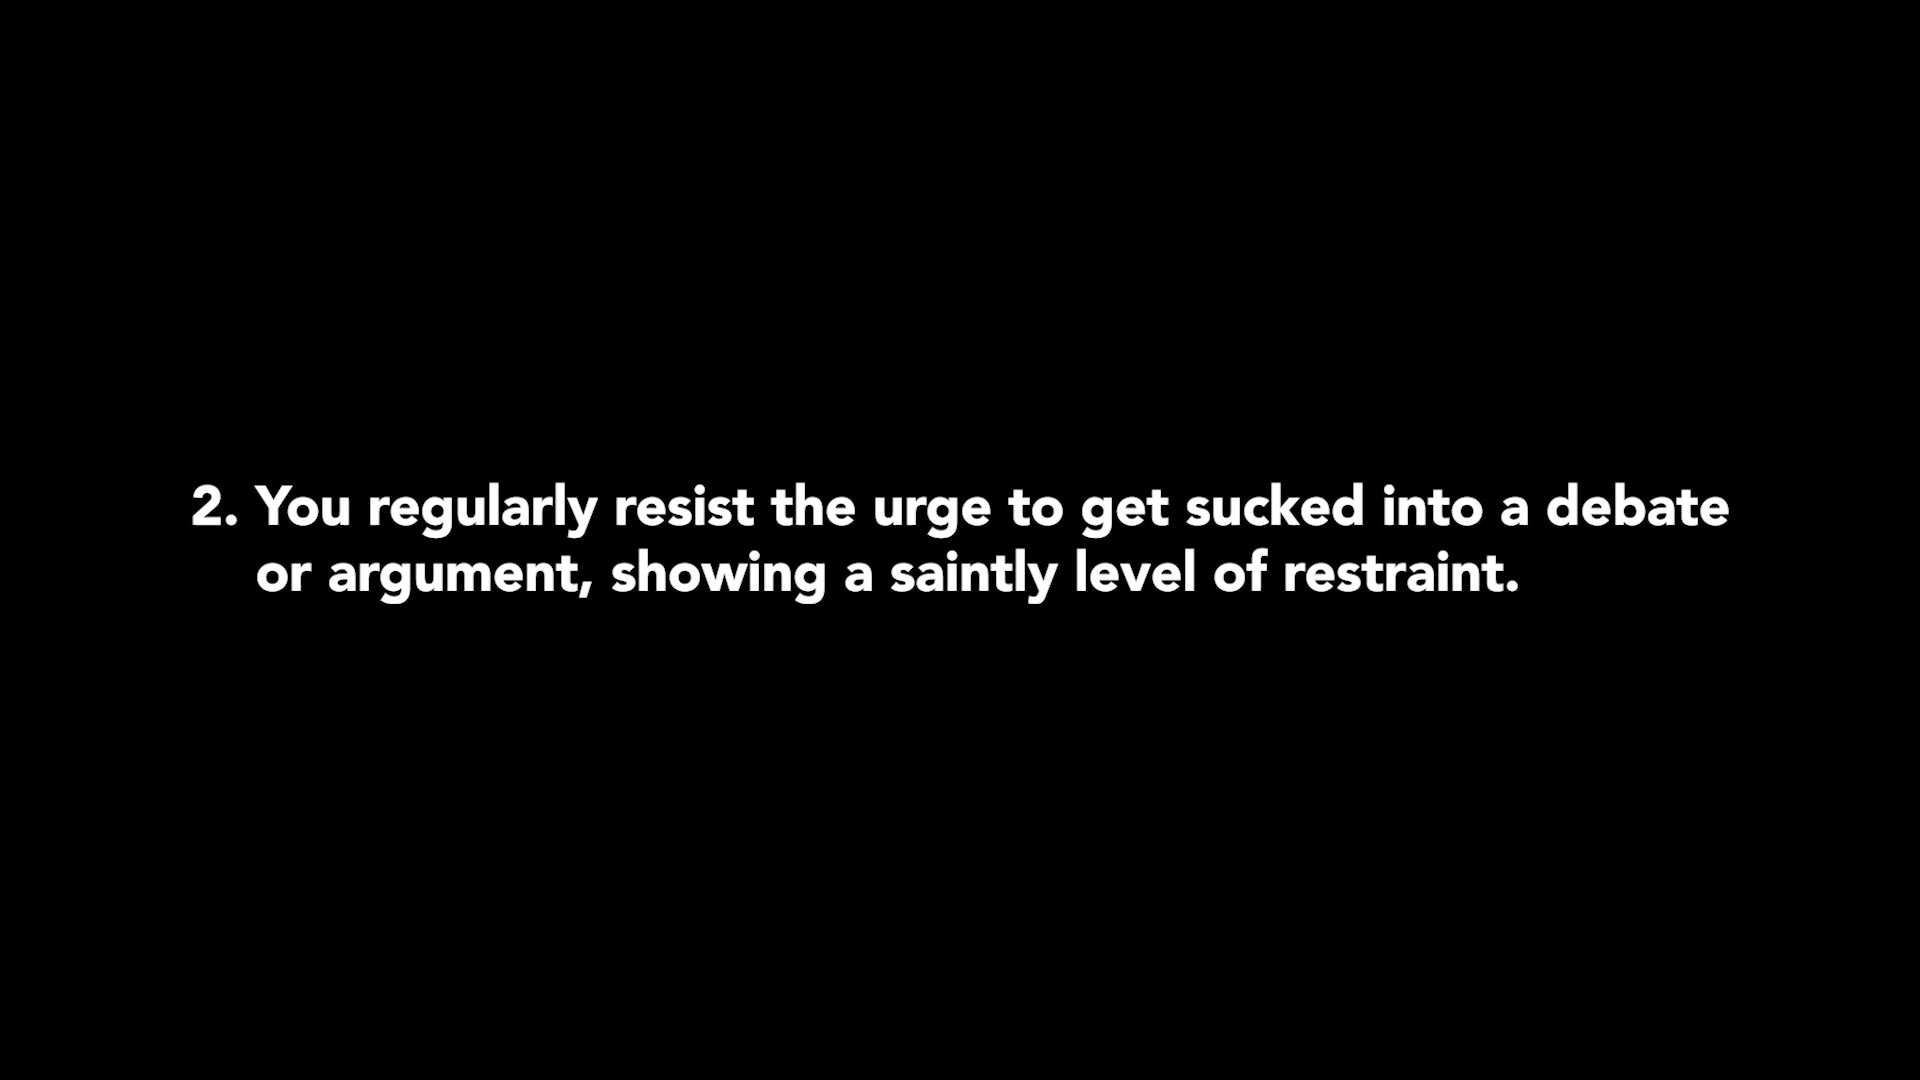 2. You regularly resist the urge to get sucked into a debate
or argument, showing a saintly level of restraint.